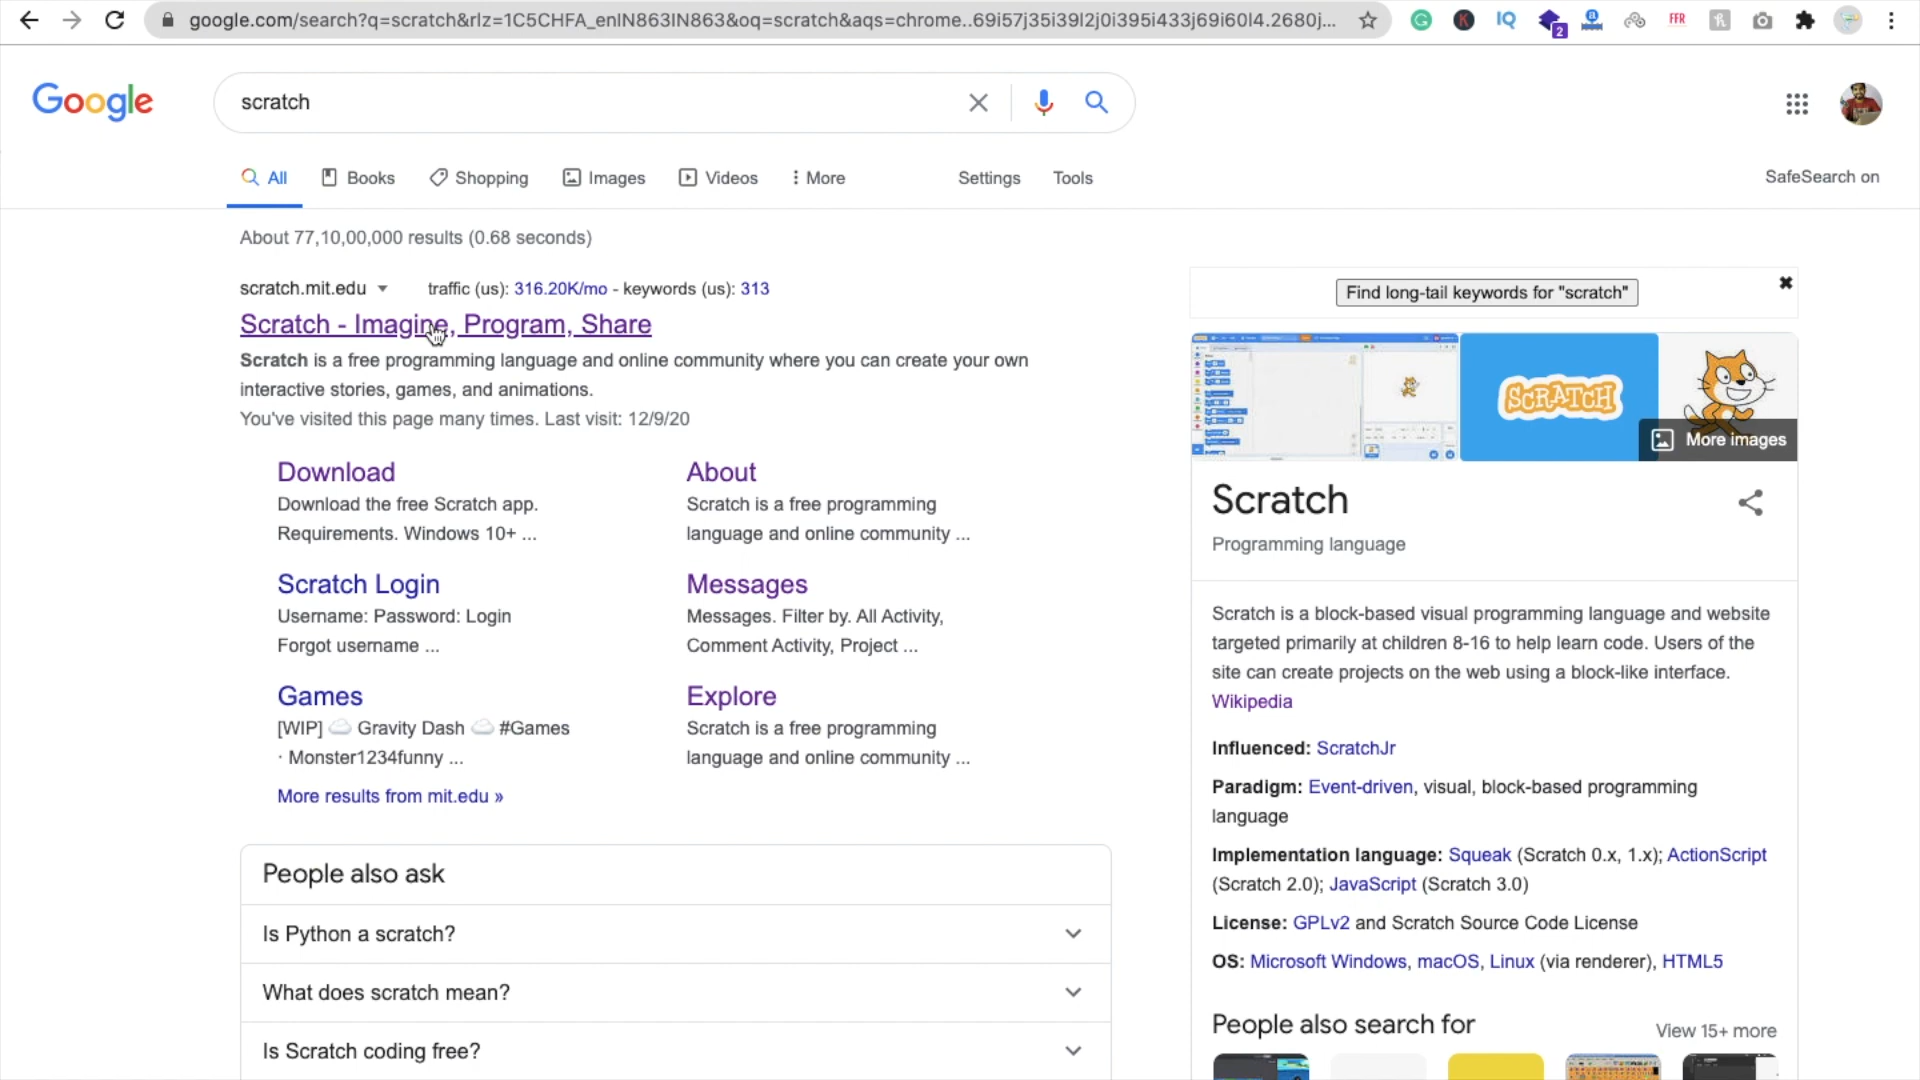 google.com/search?q=scratch&rlz=1C5CHFA_enIN863IN863&oq=scratch&aqs=chrome..69i57j35i39l2j0i395i433j69i60l4.2680j...
2
FFR
Google
scratch
All Books Shopping Images Videos More Settings Tools
SafeSearch on
About 77,10,00,000 results (0.68 seconds)
scratch.mit.edu traffic (us): 316.20K/mo - keywords (us): 313
Scratch - Imagine, Program, Share
Scratch is a free programming language and online community where you can create your own
interactive stories, games, and animations.
You've visited this page many times. Last visit: 12/9/20
Download
Download the free Scratch app.
Requirements. Windows 10+ ...
About
Scratch is a free programming
language and online community ...
Scratch Login
Username: Password: Login
Forgot username ...
Messages
Messages. Filter by. All Activity,
Comment Activity, Project ...
Games
[WIP] ☁️ Gravity Dash ☁️ #Games
· Monster1234funny ...
Explore
Scratch is a free programming
language and online community ...
More results from mit.edu »
People also ask
Is Python a scratch?
What does scratch mean?
Is Scratch coding free?
Find long-tail keywords for "scratch"
SCRATCH
More images
Scratch
Programming language
Scratch is a block-based visual programming language and website
targeted primarily at children 8-16 to help learn code. Users of the
site can create projects on the web using a block-like interface.
Wikipedia
Influenced: ScratchJr
Paradigm: Event-driven, visual, block-based programming
language
Implementation language: Squeak (Scratch 0.x, 1.x); ActionScript
(Scratch 2.0); JavaScript (Scratch 3.0)
License: GPLv2 and Scratch Source Code License
OS: Microsoft Windows, macOS, Linux (via renderer), HTML5
People also search for
View 15+ more